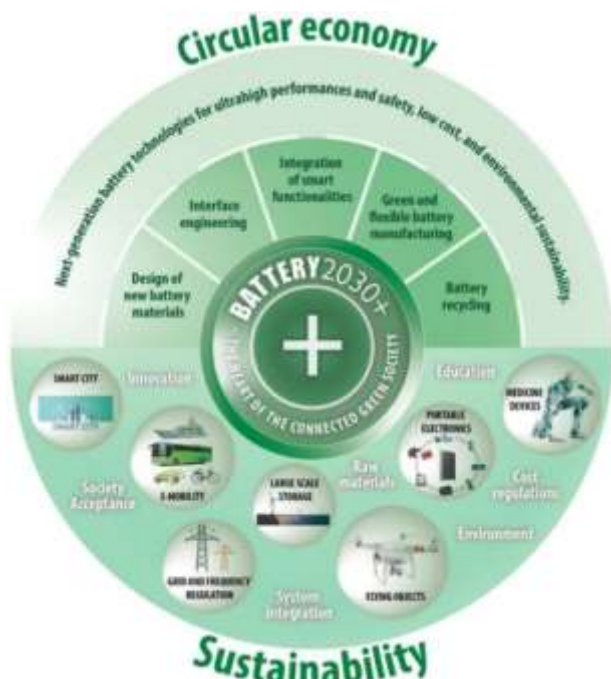 Circular economy
Next-generation battery technologies for ultrahigh performances and safety, low cost, and environmental sustainability.
Integration
of smart
functionalities
Interface
engineering
Green and
flexible battery
manufacturing
Design of
new battery
materials
Battery
recycling
BATTERY2030+
THE HEART OF THE CONNECTED GREEN SOCIETY
SMART CITY
SMART CITY
Innovation
Education
MEDICINE
DEVICES
E-MOBILITY
PORTABLE
ELECTRONICS
Society
Acceptance
LARGE SCALE
STORAGE
Raw
materials
Cost
regulations
Environment
GRID AND FREQUENCY
REGULATION
System
integration
FLYING OBJECTS
Sustainability